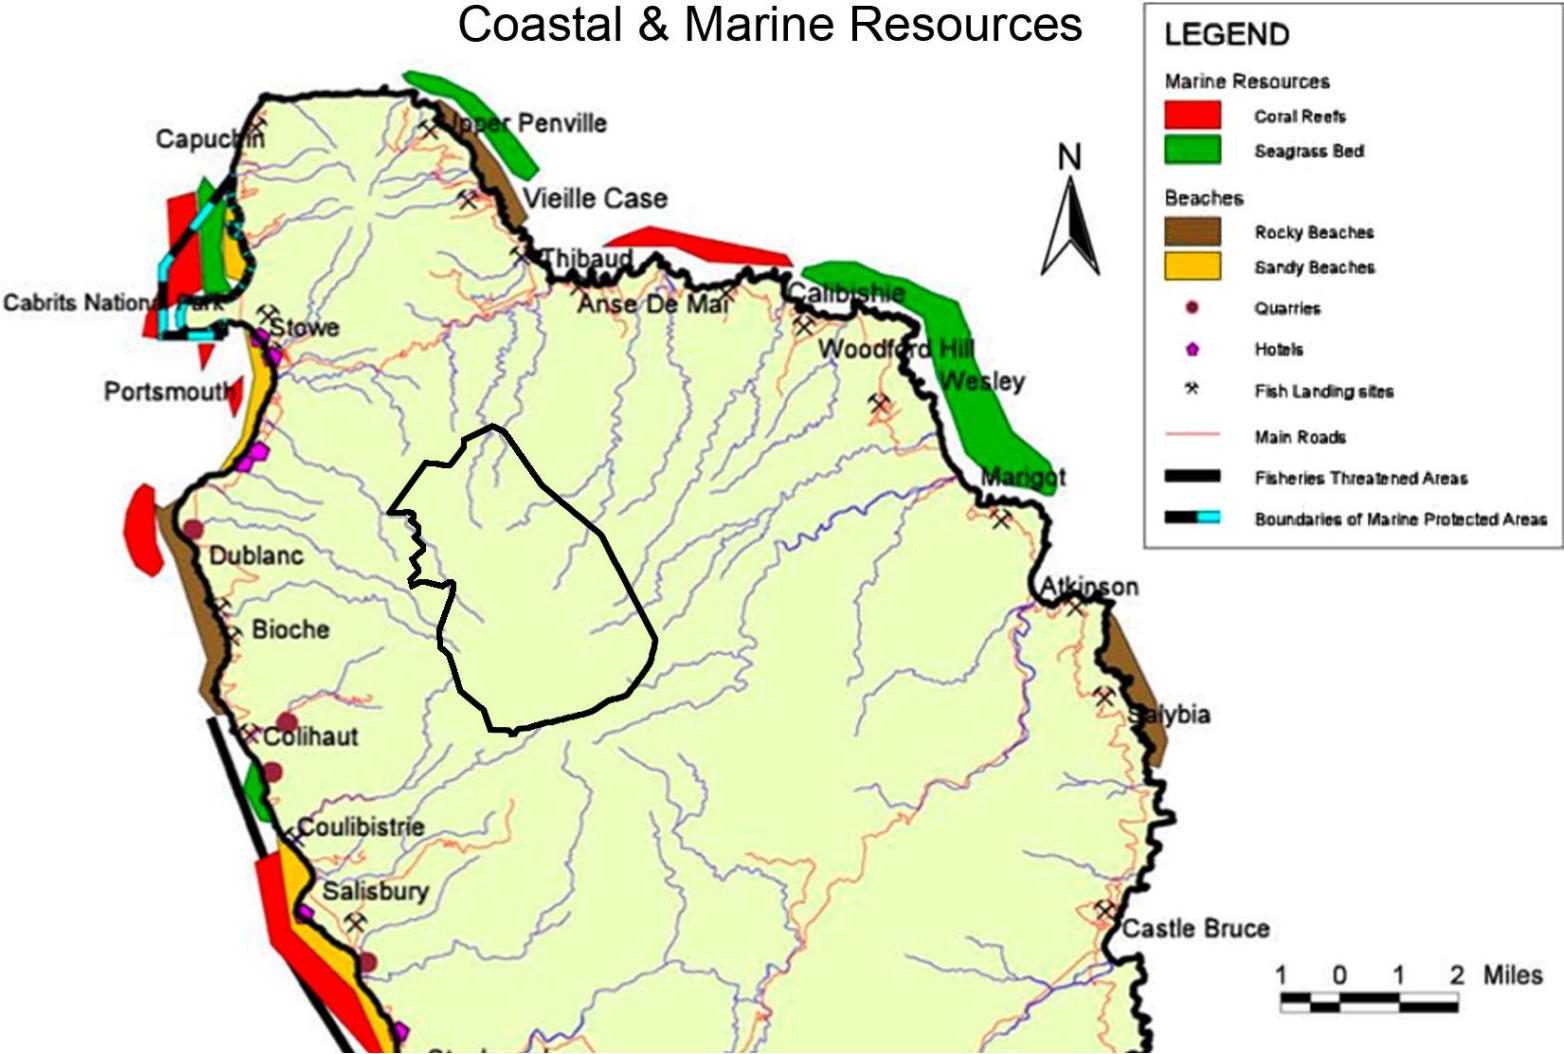 Coastal & Marine Resources
LEGEND
Marine Resources
Coral Reefs
Seagrass Bed
Beaches
Rocky Beaches
Sandy Beaches
Quarries
Hotels
Fish Landing sites
Main Roads
Fisheries Threatened Areas
Boundaries of Marine Protected Areas
N
Capuchin
Upper Penville
Vieille Case
Thibaud
Anse De Mai
Calibishie
Cabrits National Park
Stowe
Woodford Hill
Portsmouth
Wesley
Marigot
Dublanc
Atkinson
Bioche
Salybia
Colihaut
Coulibistrie
Salisbury
Castle Bruce
1 0 1 2 Miles